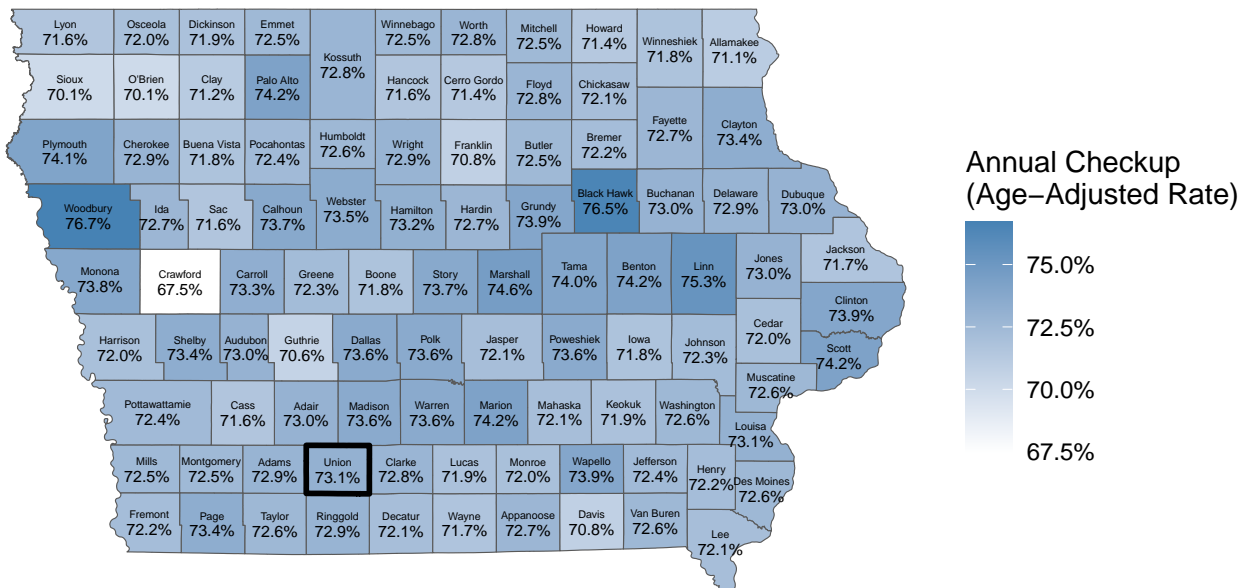 Lyon
71.6%
Osceola
72.0%
Dickinson
71.9%
Emmet
72.5%
Kossuth
72.8%
Winnebago
72.5%
Worth
72.8%
Mitchell
72.5%
Howard
71.4%
Winneshiek
71.8%
Allamakee
71.1%
Sioux
70.1%
O'Brien
70.1%
Clay
71.2%
Palo Alto
74.2%
Hancock
71.6%
Cerro Gordo
71.4%
Floyd
72.8%
Chickasaw
72.1%
Fayette
72.7%
Clayton
73.4%
Plymouth
74.1%
Cherokee
72.9%
Buena Vista
71.8%
Pocahontas
72.4%
Humboldt
72.6%
Wright
72.9%
Franklin
70.8%
Butler
72.5%
Bremer
72.2%
Woodbury
76.7%
Ida
72.7%
Sac
71.6%
Calhoun
73.7%
Webster
73.5%
Hamilton
73.2%
Hardin
72.7%
Grundy
73.9%
Black Hawk
76.5%
Buchanan
73.0%
Delaware
72.9%
Dubuque
73.0%
Monona
73.8%
Crawford
67.5%
Carroll
73.3%
Greene
72.3%
Boone
71.8%
Story
73.7%
Marshall
74.6%
Tama
74.0%
Benton
74.2%
Linn
75.3%
Jones
73.0%
Jackson
71.7%
Clinton
73.9%
Harrison
72.0%
Shelby
73.4%
Audubon
73.0%
Guthrie
70.6%
Dallas
73.6%
Polk
73.6%
Jasper
72.1%
Poweshiek
73.6%
Iowa
71.8%
Johnson
72.3%
Cedar
72.0%
Scott
74.2%
Muscatine
72.6%
Pottawattamie
72.4%
Cass
71.6%
Adair
73.0%
Madison
73.6%
Warren
73.6%
Marion
74.2%
Mahaska
72.1%
Keokuk
71.9%
Washington
72.6%
Louisa
73.1%
Mills
72.5%
Montgomery
72.5%
Adams
72.9%
Union
73.1%
Clarke
72.8%
Lucas
71.9%
Monroe
72.0%
Wapello
73.9%
Jefferson
72.4%
Henry
72.2%
Des Moines
72.6%
Fremont
72.2%
Page
73.4%
Taylor
72.6%
Ringgold
72.9%
Decatur
72.1%
Wayne
71.7%
Appanoose
72.7%
Davis
70.8%
Van Buren
72.6%
Lee
72.1%
Annual Checkup
(Age−Adjusted Rate)
75.0%
72.5%
70.0%
67.5%